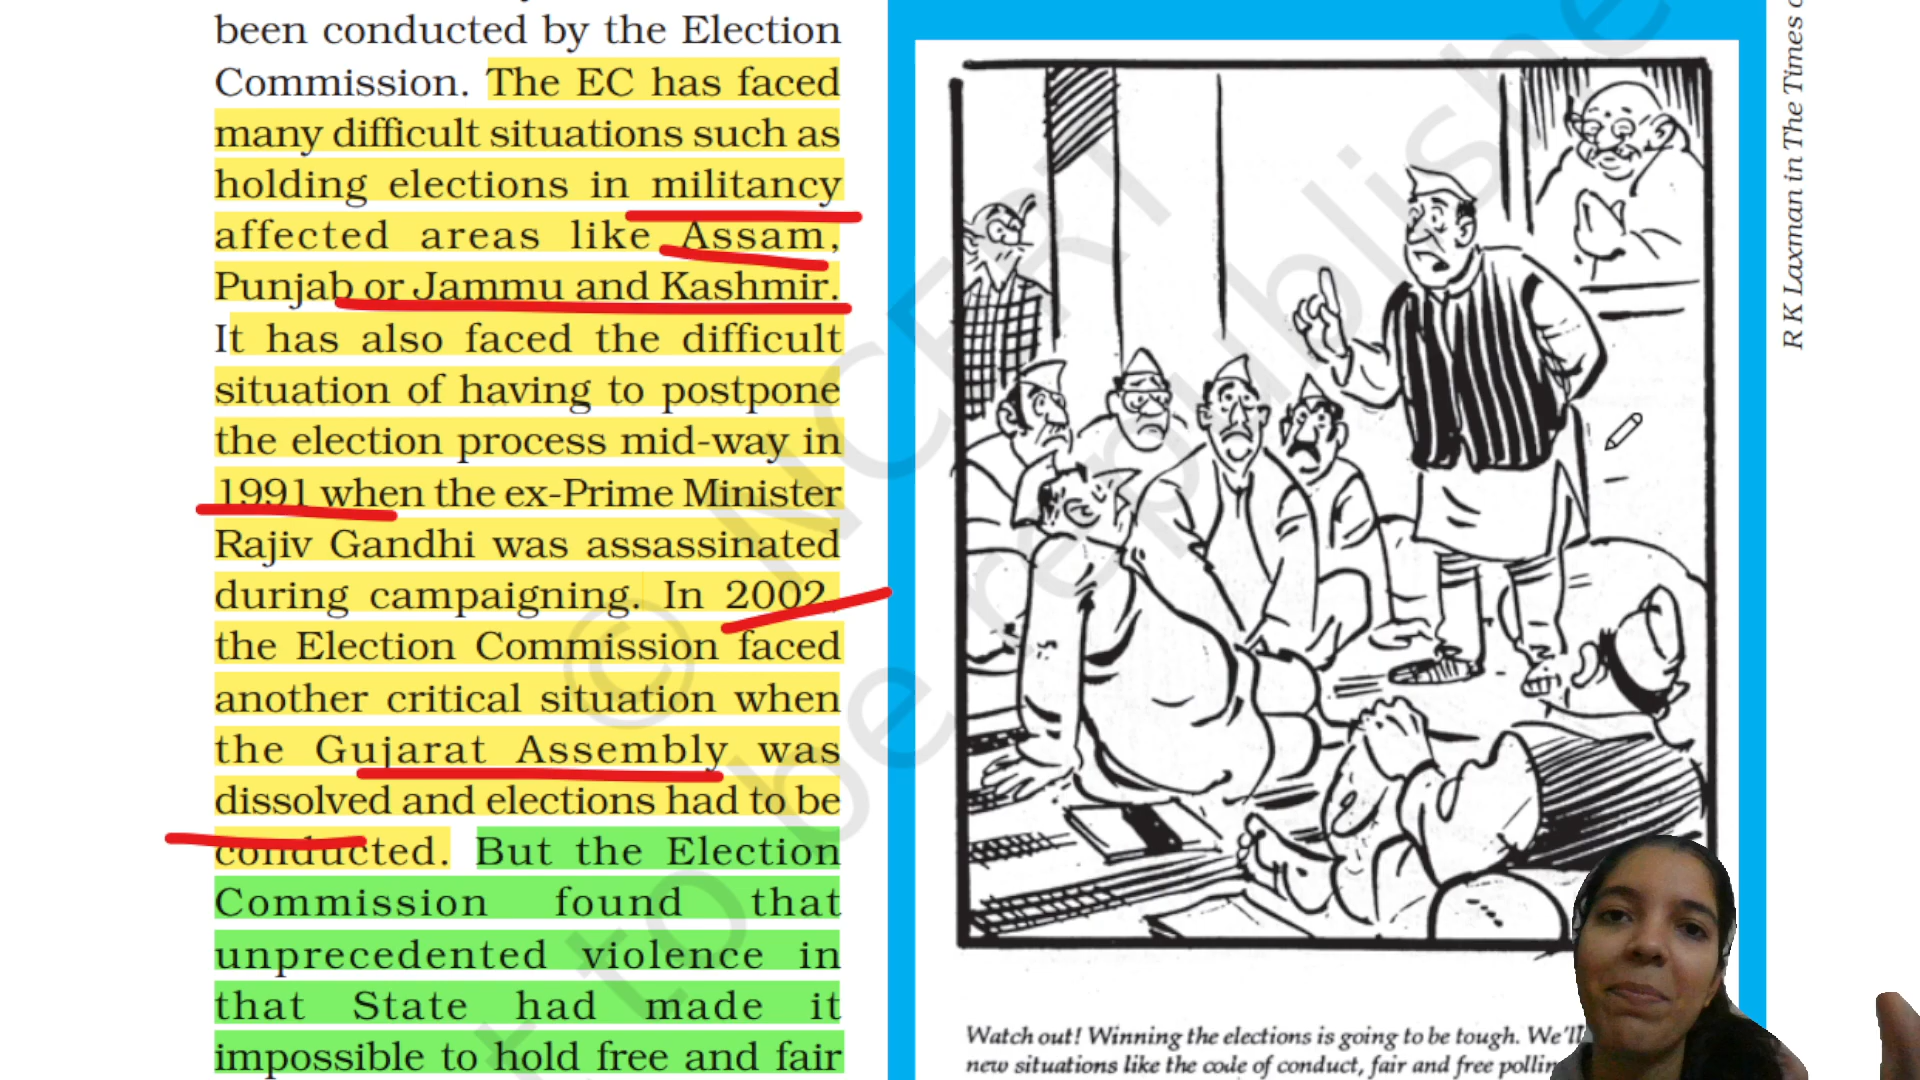 been conducted by the Election
Commission. The EC has faced
many difficult situations such as
holding elections in militancy
affected areas like Assam,
Punjab or Jammu and Kashmir.
It has also faced the difficult
situation of having to postpone
the election process mid-way in
1991 when the ex-Prime Minister
Rajiv Gandhi was assassinated
during campaigning. In 2002,
the Election Commission faced
another critical situation when
the Gujarat Assembly was
dissolved and elections had to be
conducted. But the Election
Commission found that
unprecedented violence in
that State had made it
impossible to hold free and fair
R K Laxman in The Times
Watch out! Winning the elections is going to be tough. We'll
new situations like the code of conduct, fair and free
© NCERT
be republishe